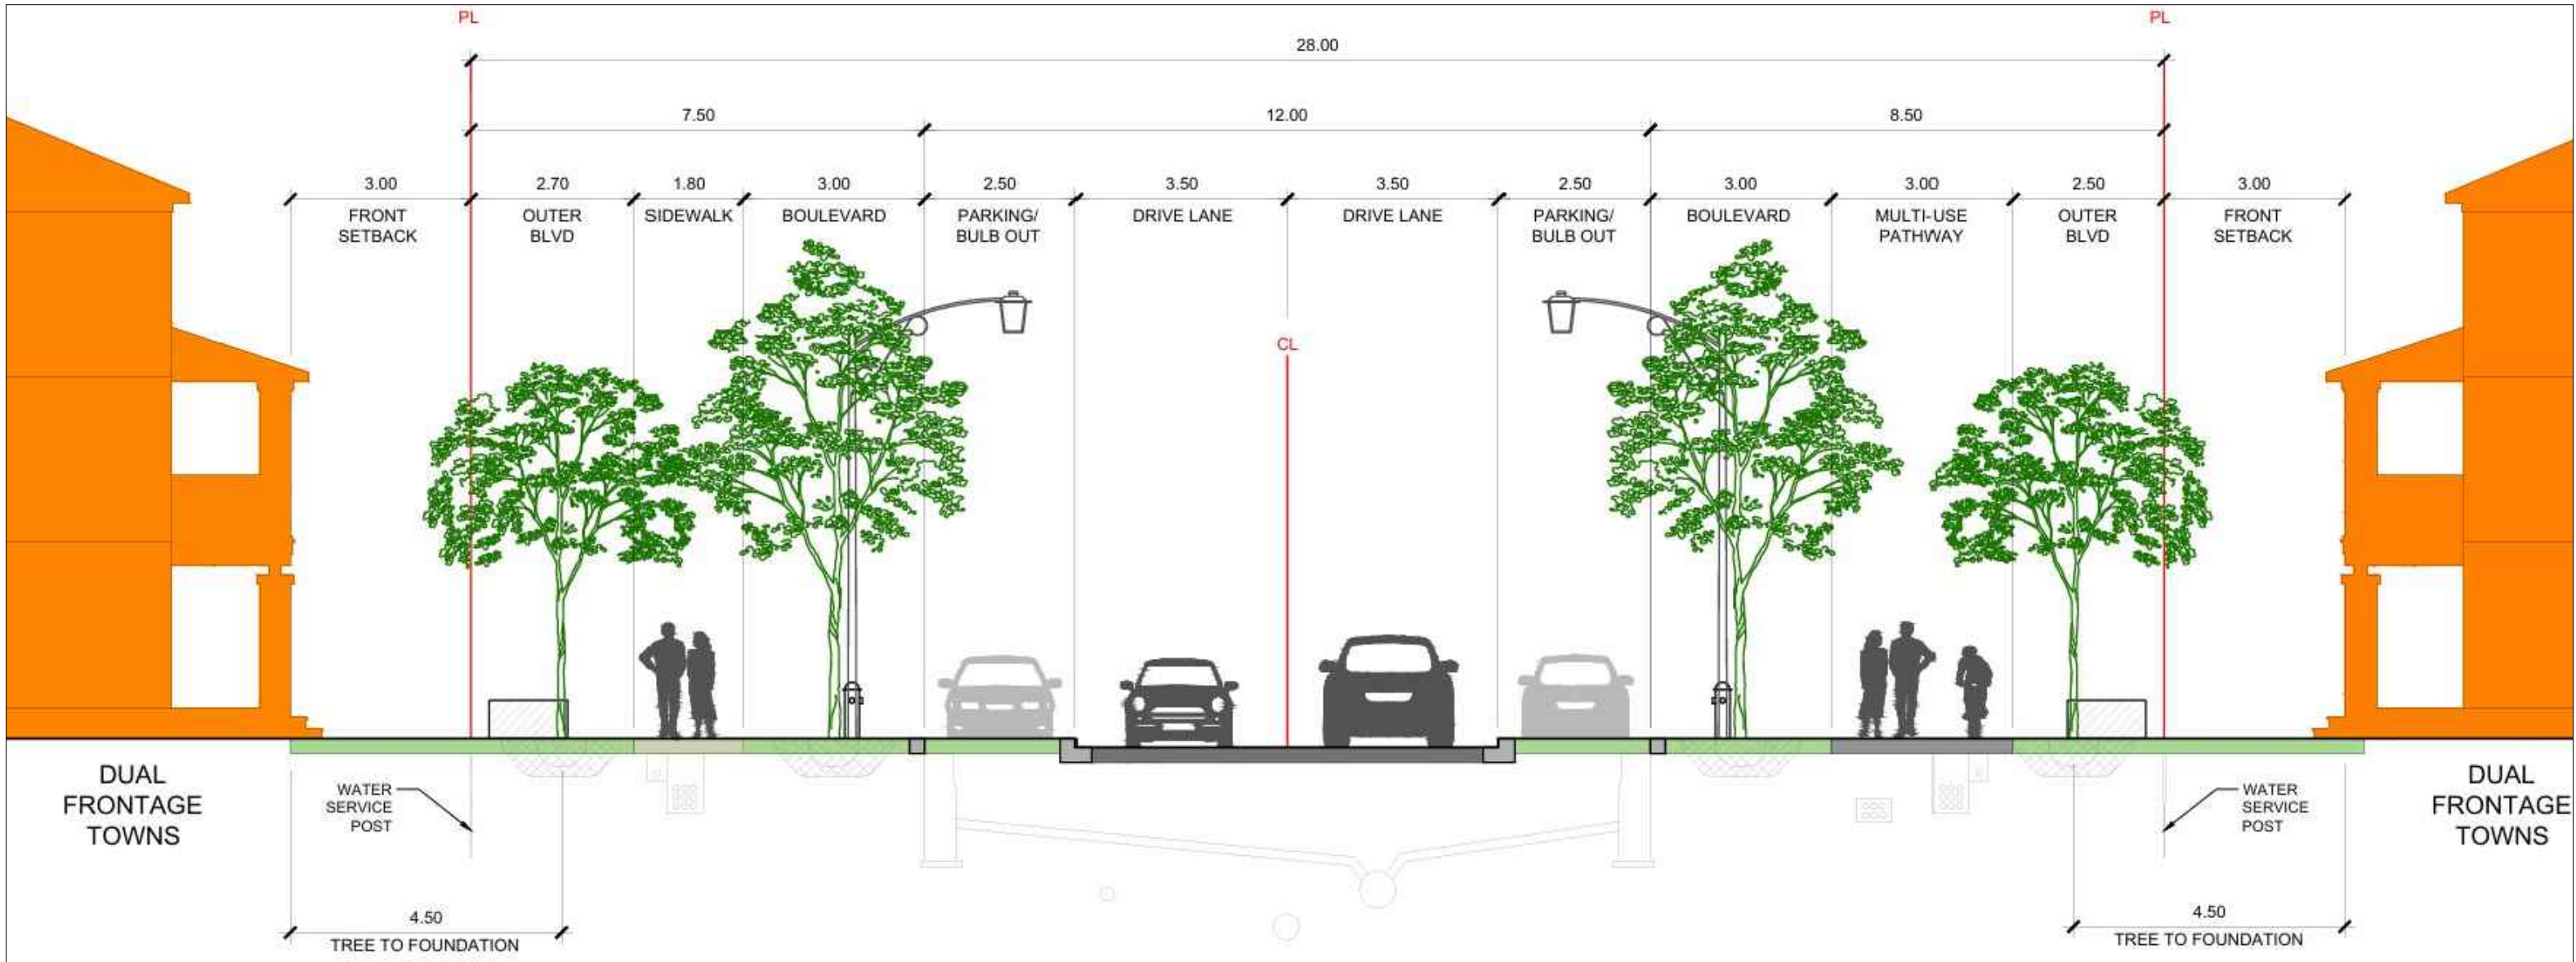 PL
PL
28.00
7.50
12.00
8.50
3.00
2.70
1.80
3.00
2.50
3.50
3.50
2.50
3.00
3.00
2.50
3.00
FRONT
SETBACK
OUTER
BLVD
SIDEWALK
BOULEVARD
PARKING/
BULB OUT
DRIVE LANE
DRIVE LANE
PARKING/
BULB OUT
BOULEVARD
MULTI-USE
PATHWAY
OUTER
BLVD
FRONT
SETBACK
CL
DUAL
FRONTAGE
TOWNS
WATER
SERVICE
POST
WATER
SERVICE
POST
DUAL
FRONTAGE
TOWNS
4.50
TREE TO FOUNDATION
4.50
TREE TO FOUNDATION